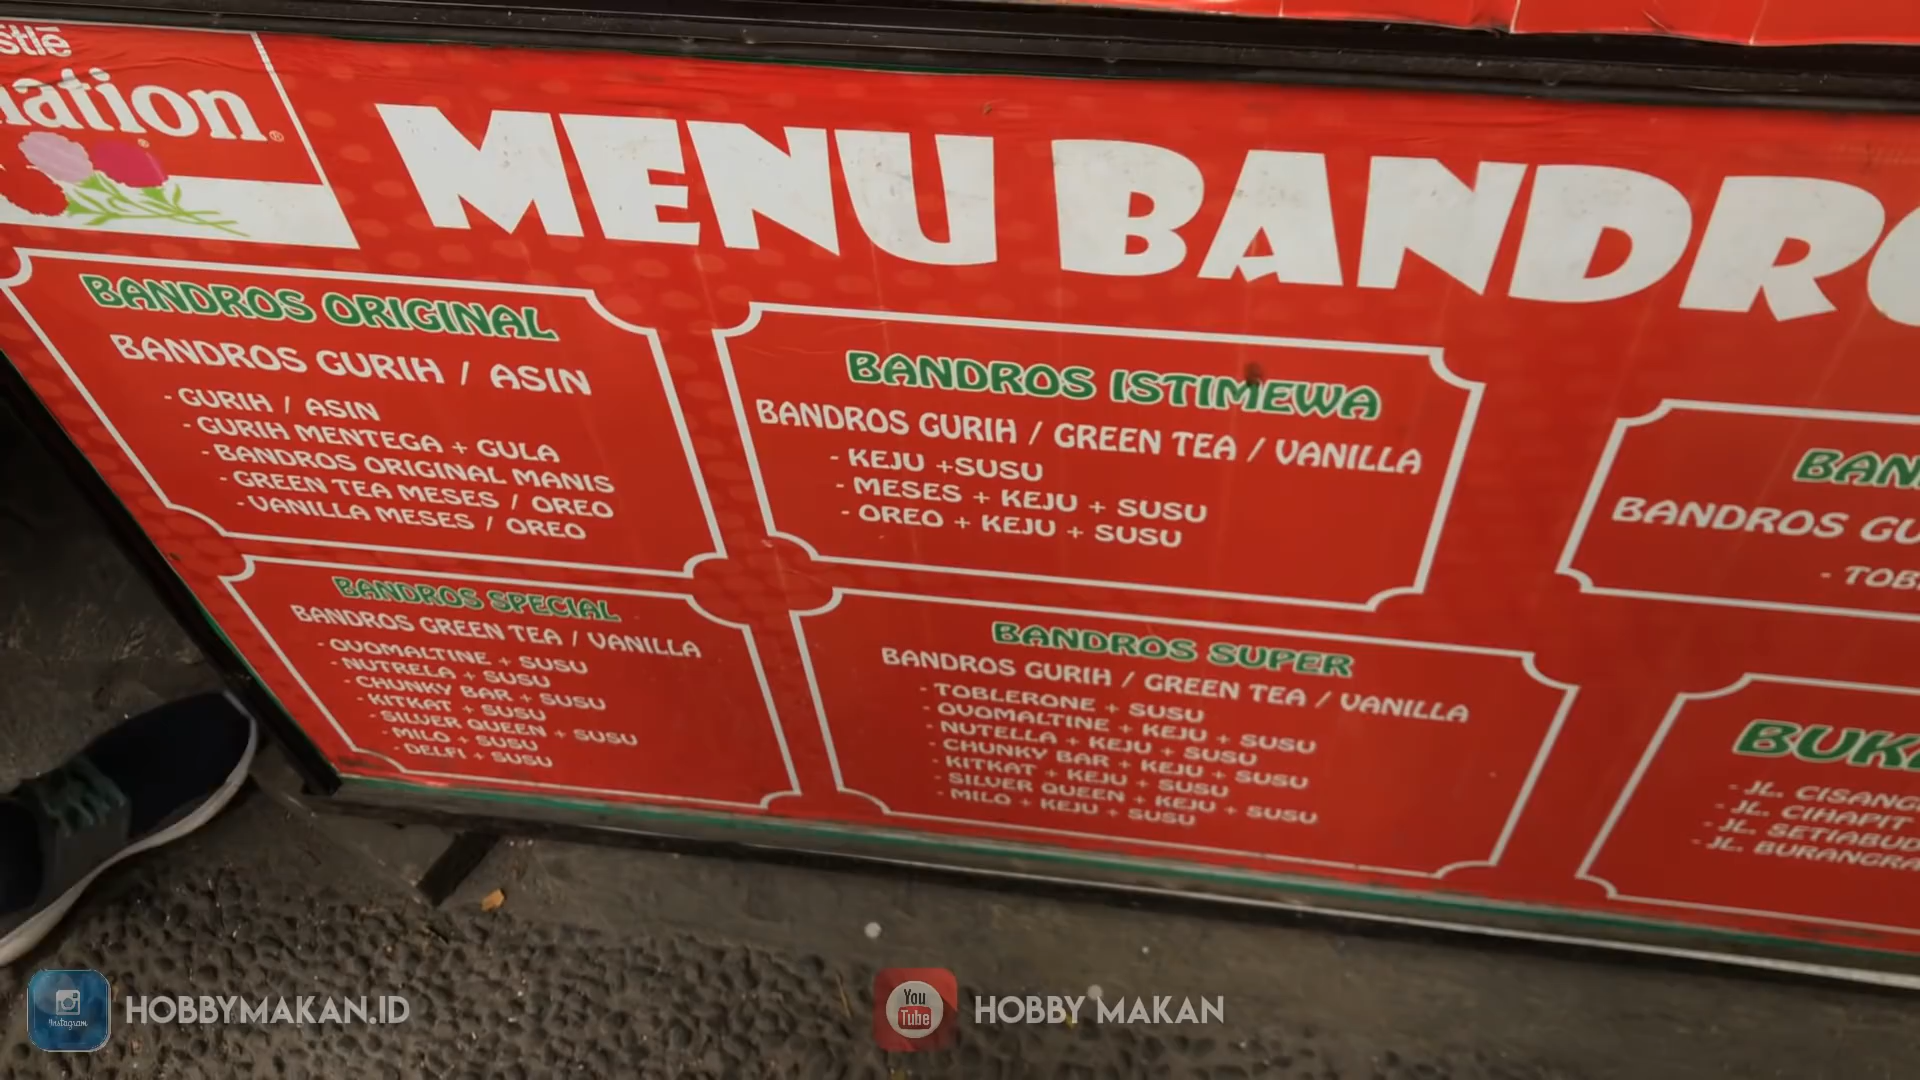 MENU BANDRO
BANDROS ORIGINAL
BANDROS GURIH / ASIN
- GURIH / ASIN
- GURIH MENTEGA + GULA
- BANDROS ORIGINAL MANIS
- GREEN TEA MESES / OREO
- VANILLA MESES / OREO
BANDROS ISTIMEWA
BANDROS GURIH / GREEN TEA / VANILLA
- KEJU +SUSU
- MESES + KEJU + SUSU
- OREO + KEJU + SUSU
BANDROS GU
- TOB
BANDROS SPECIAL
BANDROS GREEN TEA / VANILLA
- OVOMALTINE + SUSU
- NUTRELA + SUSU
- CHUNKY BAR + SUSU
- KITKAT + SUSU
- SILVER QUEEN + SUSU
- MILO + SUSU
- DELFI + SUSU
BANDROS SUPER
BANDROS GURIH / GREEN TEA / VANILLA
- TOBLERONE + SUSU
- OVOMALTINE + KEJU + SUSU
- NUTELLA + KEJU + SUSU
- CHUNKY BAR + KEJU + SUSU
- KITKAT + KEJU + SUSU
- SILVER QUEEN + KEJU + SUSU
- MILO + KEJU + SUSU
BUKA
- JL. CISANG
- JL. CIHAPIT
- JL. SETIABUD
- JL. BURANGRA
Instagram
HOBBYMAKAN.ID
You
Tube
HOBBY MAKAN